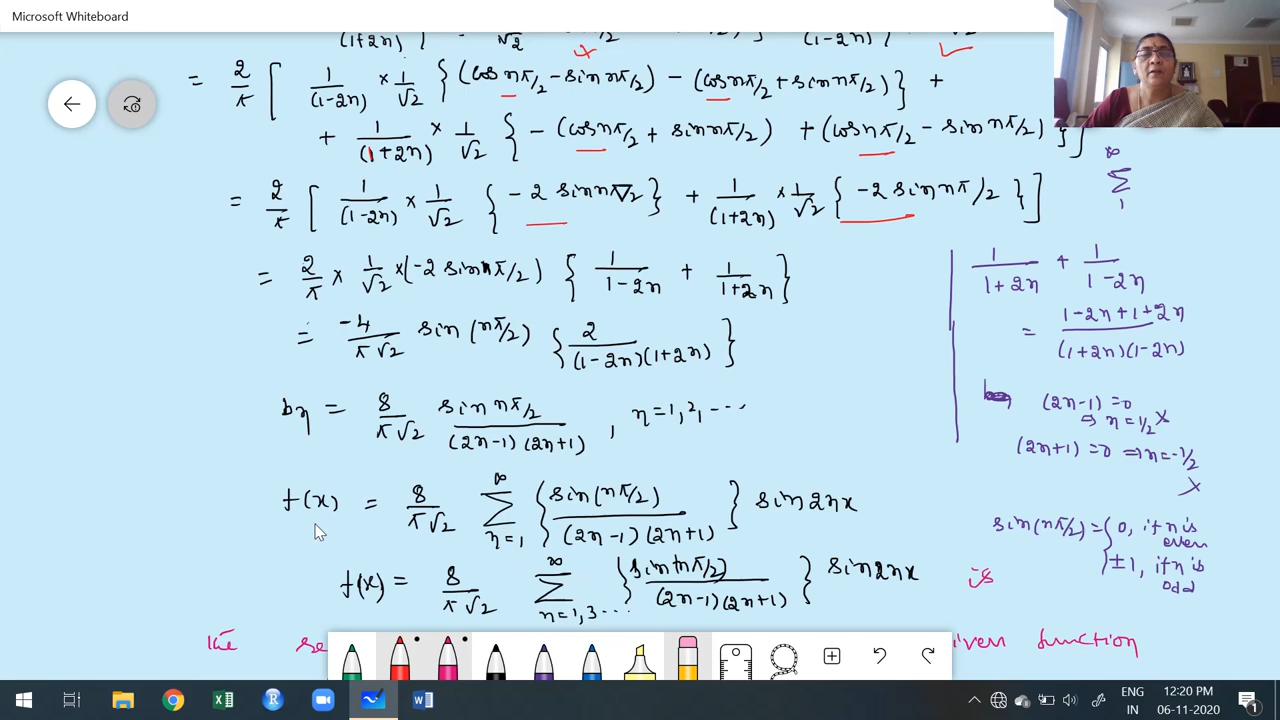 Microsoft Whiteboard
= 2/π [ 1/(1-2n) × 1/√2 { (cos nπ/2 - sin nπ/2) - (cos nπ/2 + sin nπ/2) } +
+ 1/(1+2n) × 1/√2 { - (cos nπ/2 + sin nπ/2) + (cos nπ/2 - sin nπ/2) } ]
= 2/π [ 1/(1-2n) × 1/√2 { -2 sin nπ/2 } + 1/(1+2n) × 1/√2 { -2 sin nπ/2 } ]
= 2/π × 1/√2 × (-2 sin nπ/2) { 1/(1-2n) + 1/(1+2n) }
= -4/(π√2) sin (nπ/2) { 2/((1-2n)(1+2n)) }
bn = 8/(π√2) sin nπ/2 / ((2n-1)(2n+1)) , n=1,2,...
f(x) = 8/(π√2) ∑_{n=1}^{∞} { sin(nπ/2) / ((2n-1)(2n+1)) } sin2nx
f(x) = 8/(π√2) ∑_{n=1,3...}^{∞} { sin(nπ/2) / ((2n-1)(2n+1)) } sin2nx is
the function
∑_{1}^{∞}
1/(1+2n) + 1/(1-2n)
= (1-2n+1+2n)/((1+2n)(1-2n))
(2n-1) = 0
⇒ n = 1/2 ×
(2n+1) = 0 ⇒ n = -1/2
×
sin(nπ/2) = { 0, if n is
even
±1, if n is
odd
ENG
IN
12:20 PM
06-11-2020
1